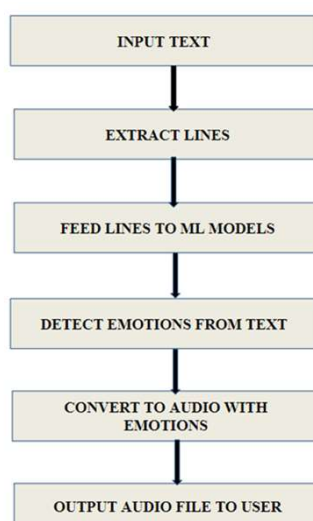 INPUT TEXT
EXTRACT LINES
FEED LINES TO ML MODELS
DETECT EMOTIONS FROM TEXT
CONVERT TO AUDIO WITH
EMOTIONS
OUTPUT AUDIO FILE TO USER